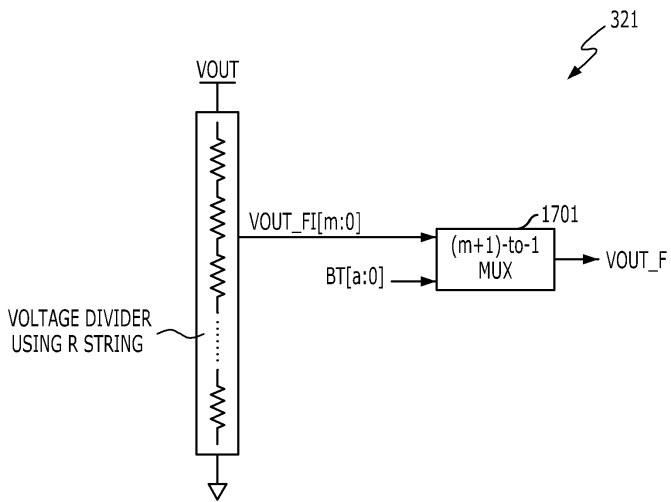 321
VOUT
VOUT_FI[m:0]
1701
(m+1)-to-1
MUX
VOUT_F
BT[a:0]
VOLTAGE DIVIDER
USING R STRING